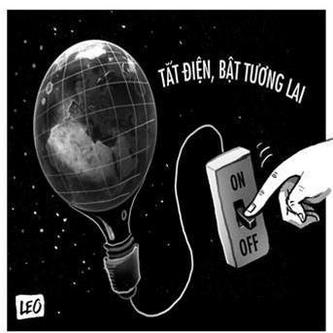 TẮT ĐIỆN, BẬT TƯƠNG LAI
ON
OFF
LEO